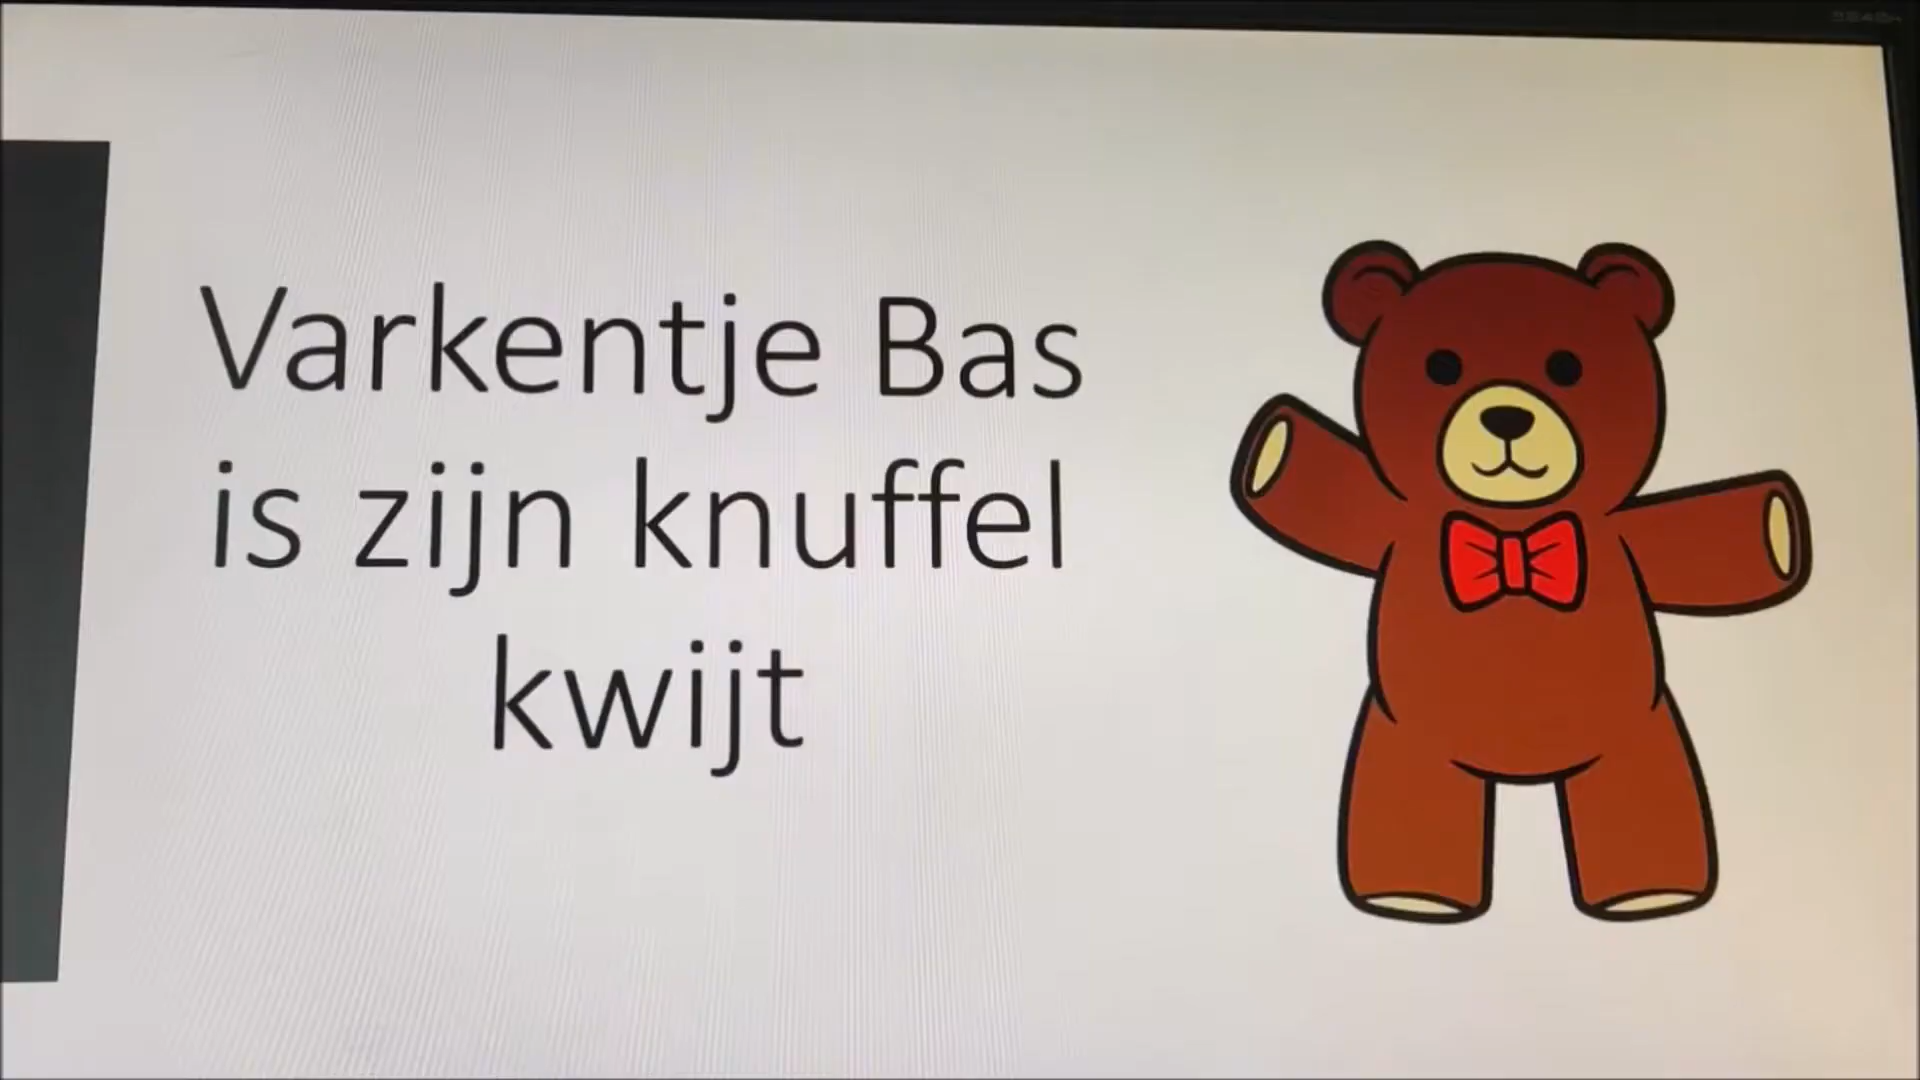 Varkentje Bas
is zijn knuffel
kwijt